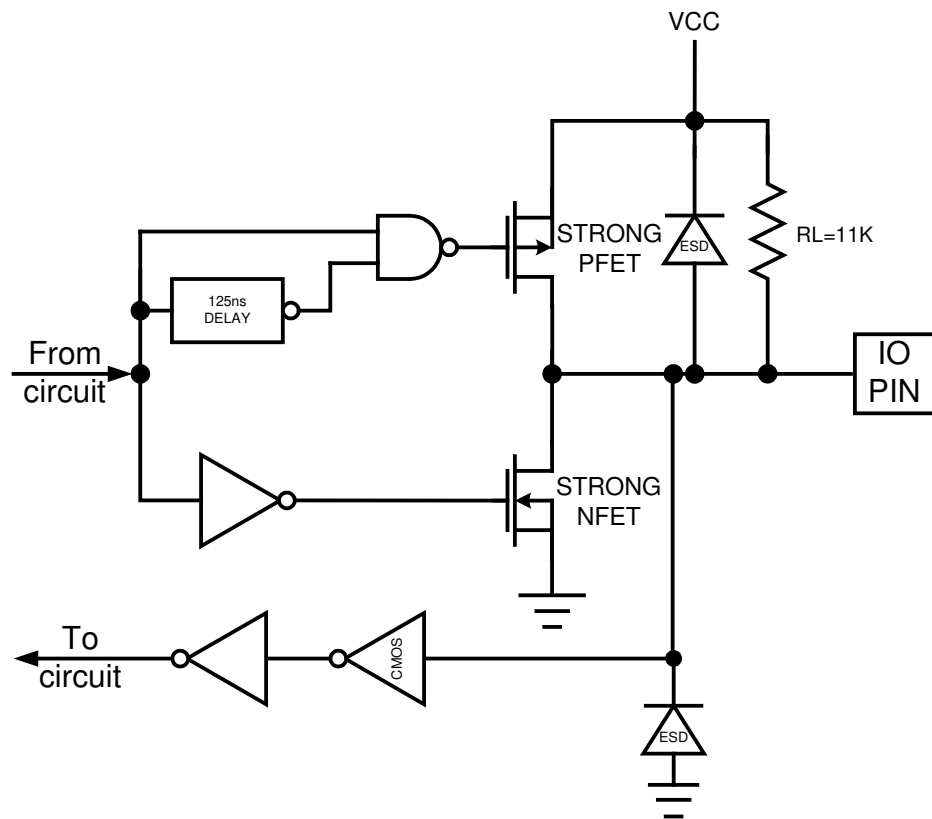 VCC
STRONG
PFET
ESD
RL=11K
125ns
DELAY
From
circuit
IO
PIN
STRONG
NFET
To
circuit
CMOS
ESD